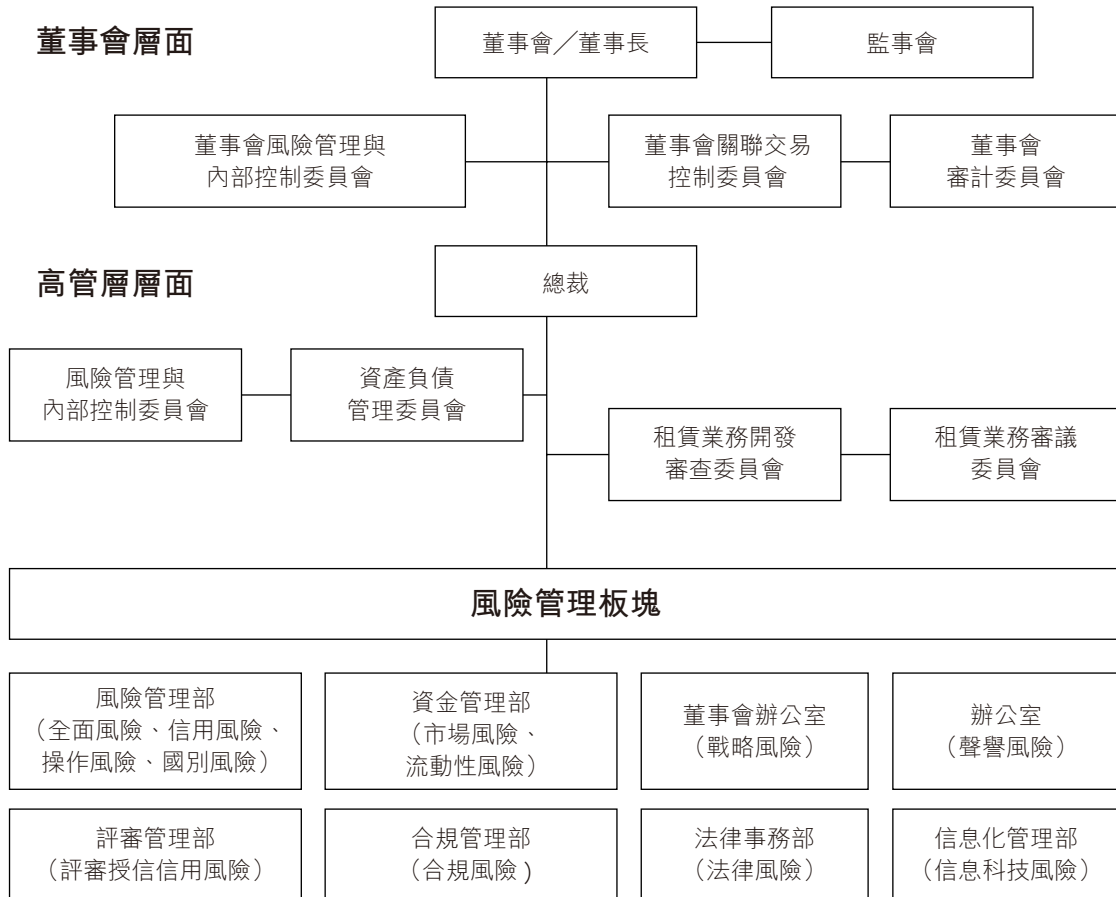 董事會層面
董事會／董事長
監事會
董事會風險管理與
內部控制委員會
董事會關聯交易
控制委員會
董事會
審計委員會
高管層層面
總裁
風險管理與
內部控制委員會
資產負債
管理委員會
租賃業務開發
審查委員會
租賃業務審議
委員會
風險管理板塊
風險管理部
（全面風險、信用風險、
操作風險、國別風險）
資金管理部
（市場風險、
流動性風險）
董事會辦公室
（戰略風險）
辦公室
（聲譽風險）
評審管理部
（評審授信信用風險）
合規管理部
（合規風險）
法律事務部
（法律風險）
信息化管理部
（信息科技風險）